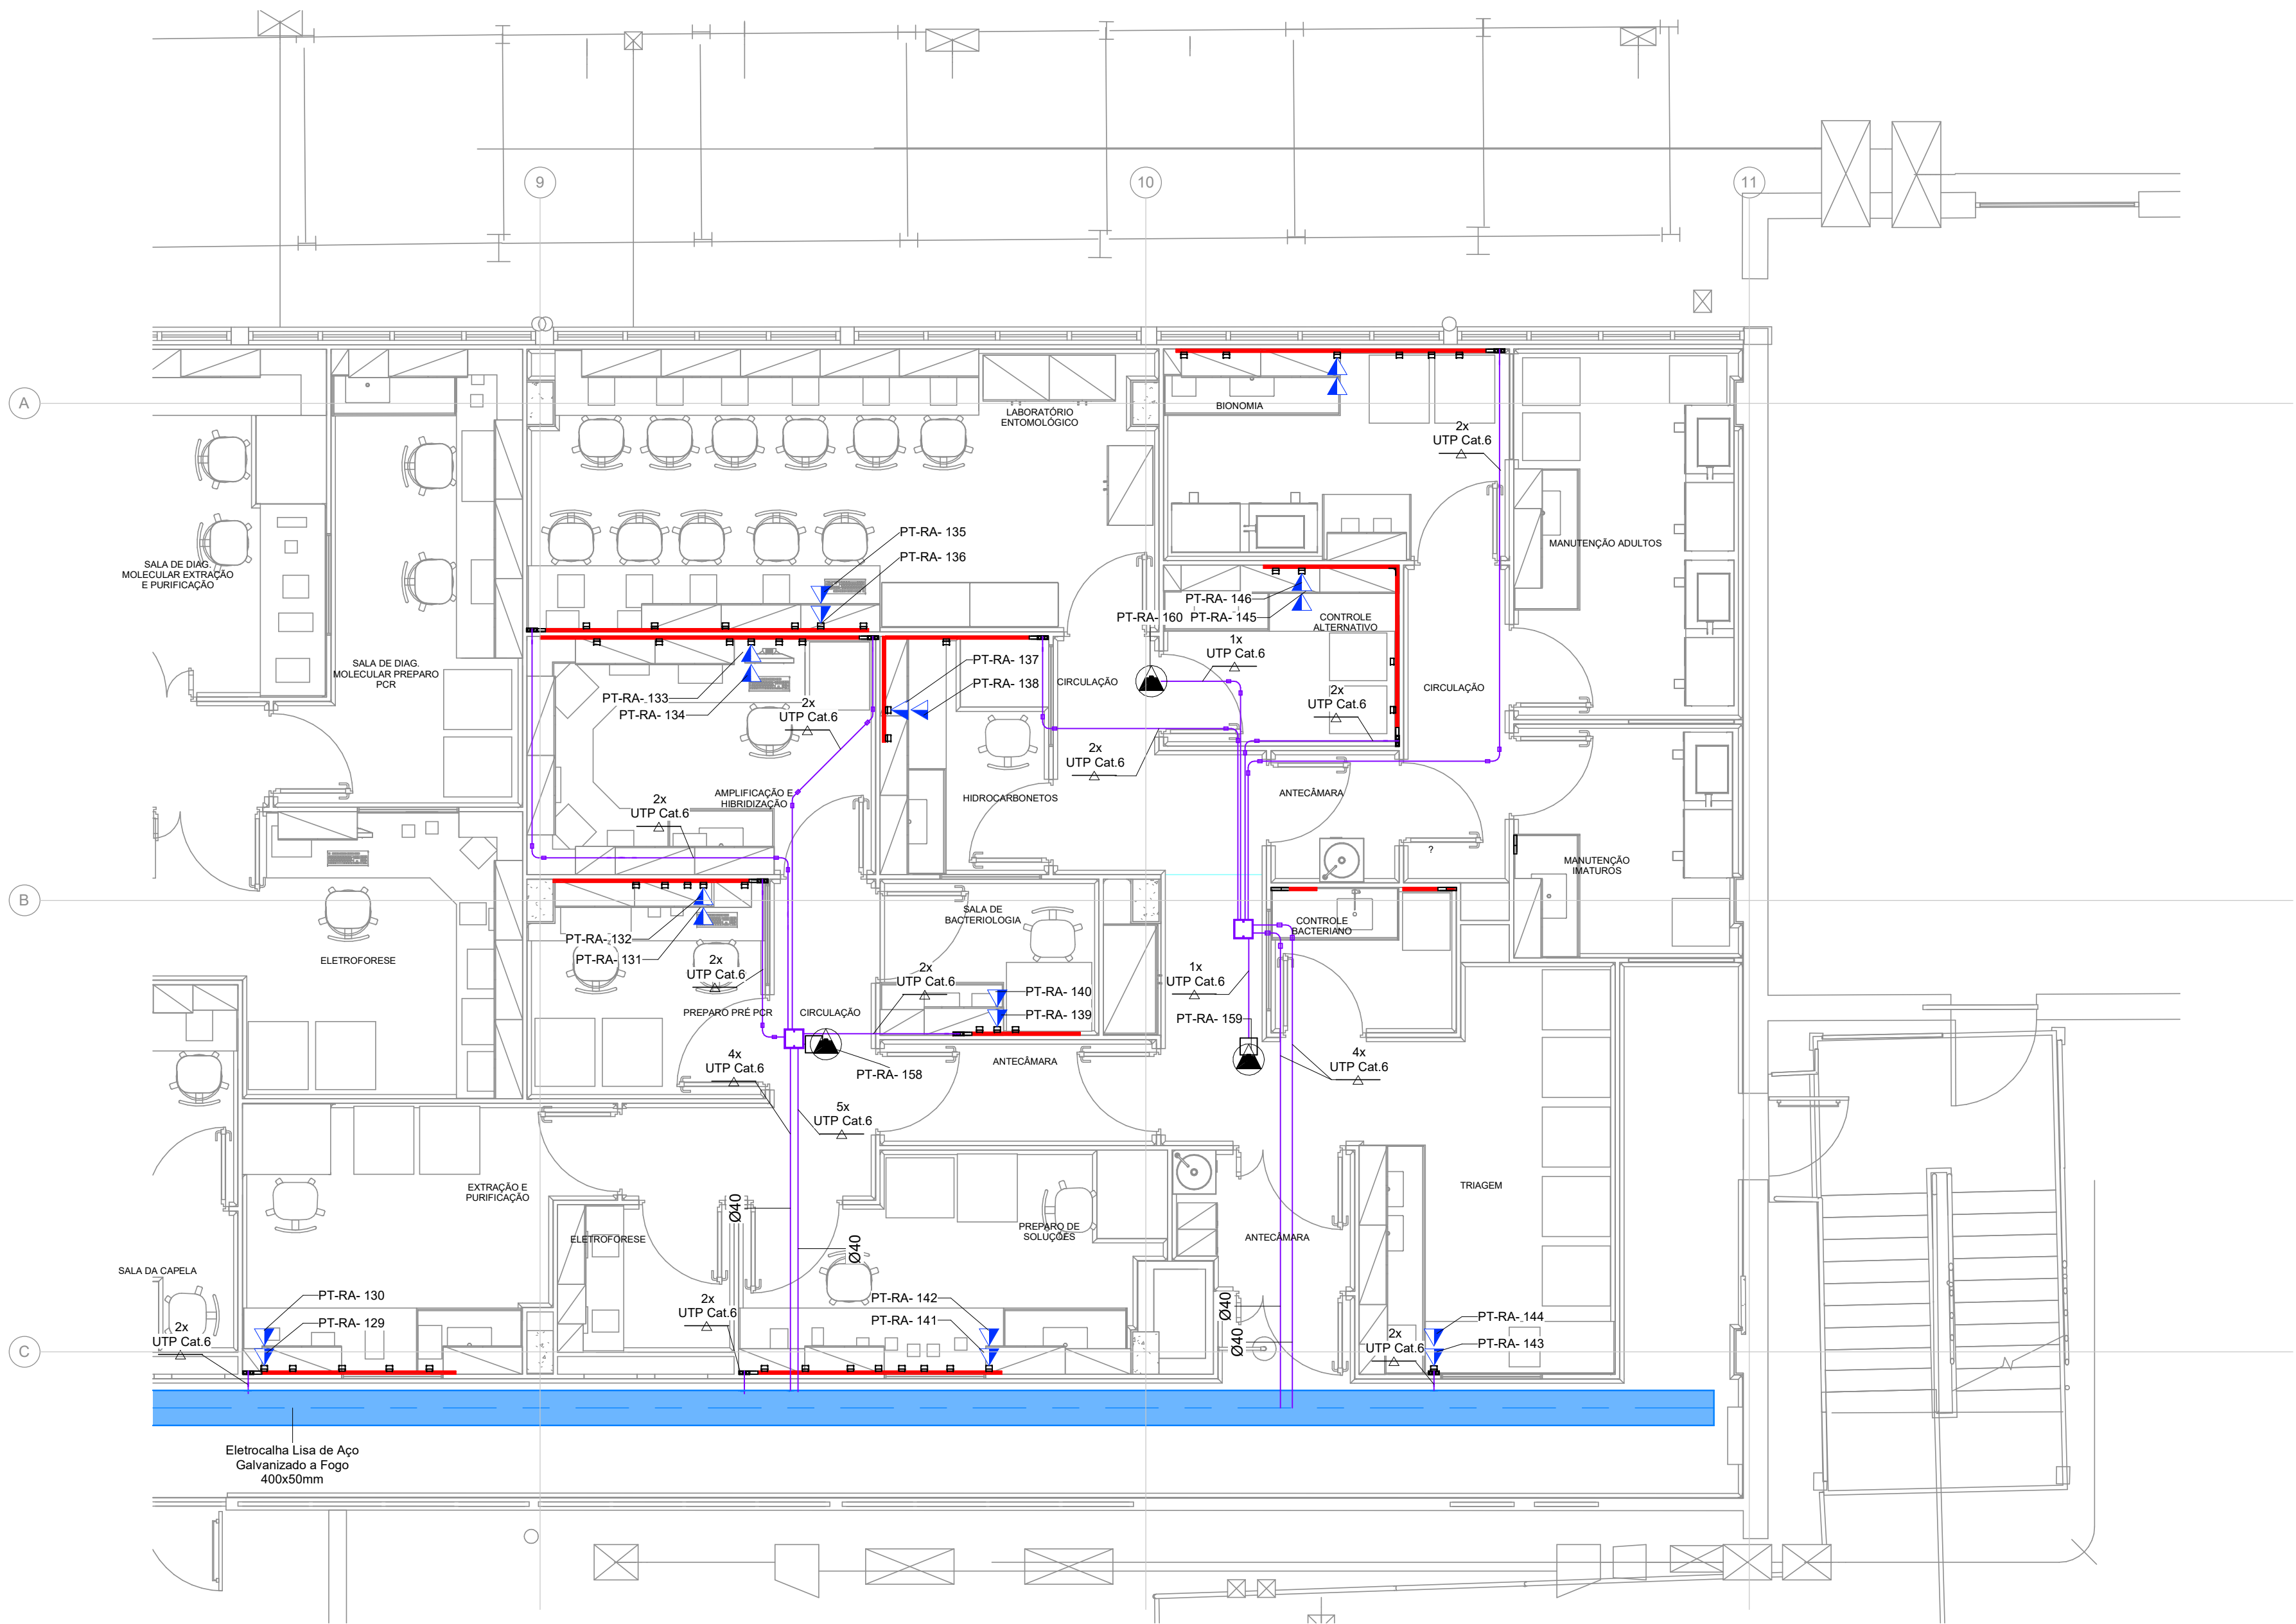 9
10
11
A
LABORATÓRIO
ENTOMOLÓGICO
BIONOMIA
2x
UTP Cat.6
PT-RA- 135
PT-RA- 136
MANUTENÇÃO ADULTOS
SALA DE DIAG.
MOLECULAR EXTRAÇÃO
E PURIFICAÇÃO
PT-RA- 146
PT-RA- 160
PT-RA- 145
CONTROLE
ALTERNATIVO
1x
UTP Cat.6
SALA DE DIAG.
MOLECULAR PREPARO
PCR
PT-RA- 137
PT-RA- 138
CIRCULAÇÃO
CIRCULAÇÃO
PT-RA- 133
PT-RA- 134
2x
UTP Cat.6
2x
UTP Cat.6
2x
UTP Cat.6
AMPLIFICAÇÃO E
HIBRIDIZAÇÃO
HIDROCARBONETOS
ANTECÂMARA
2x
UTP Cat.6
?
MANUTENÇÃO
IMATUROS
B
SALA DE
BACTERIOLOGIA
CONTROLE
BACTERIANO
PT-RA- 132
PT-RA- 131
ELETROFORESE
2x
UTP Cat.6
2x
UTP Cat.6
1x
UTP Cat.6
PT-RA- 140
PT-RA- 139
PREPARO PRÉ PCR
CIRCULAÇÃO
PT-RA- 159
4x
UTP Cat.6
ANTECÂMARA
PT-RA- 158
4x
UTP Cat.6
5x
UTP Cat.6
EXTRAÇÃO E
PURIFICAÇÃO
TRIAGEM
Ø40
Ø40
ELETROFORESE
PREPARO DE
SOLUÇÕES
ANTECÂMARA
SALA DA CAPELA
PT-RA- 130
PT-RA- 129
2x
UTP Cat.6
2x
UTP Cat.6
PT-RA- 142
PT-RA- 141
Ø40
Ø40
PT-RA- 144
PT-RA- 143
2x
UTP Cat.6
C
Eletrocalha Lisa de Aço
Galvanizado a Fogo
400x50mm